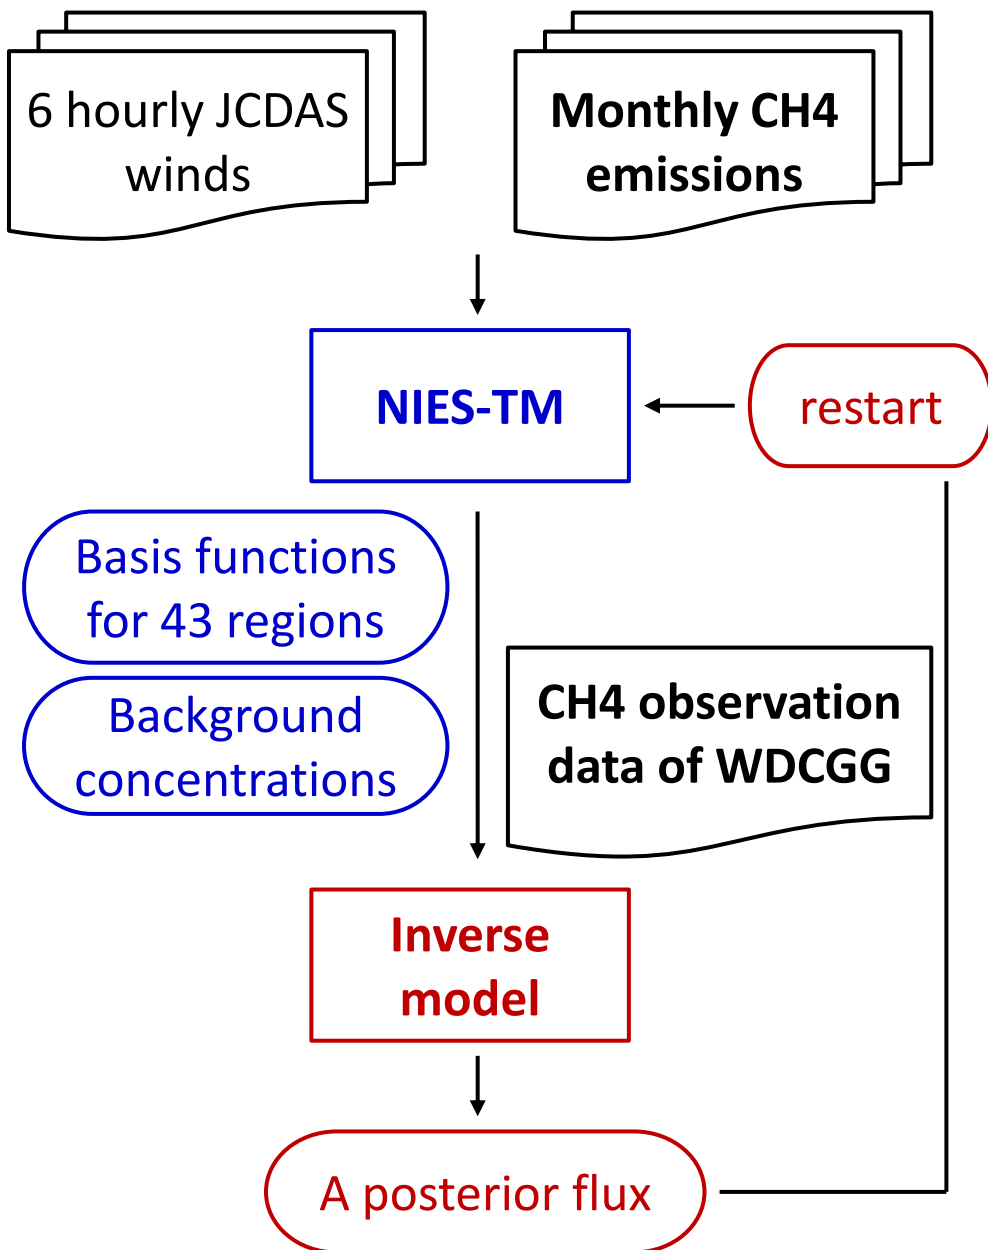 6 hourly JCDAS
winds
Monthly CH4
emissions
NIES-TM
restart
Basis functions
for 43 regions
Background
concentrations
CH4 observation
data of WDCGG
Inverse
model
A posterior flux